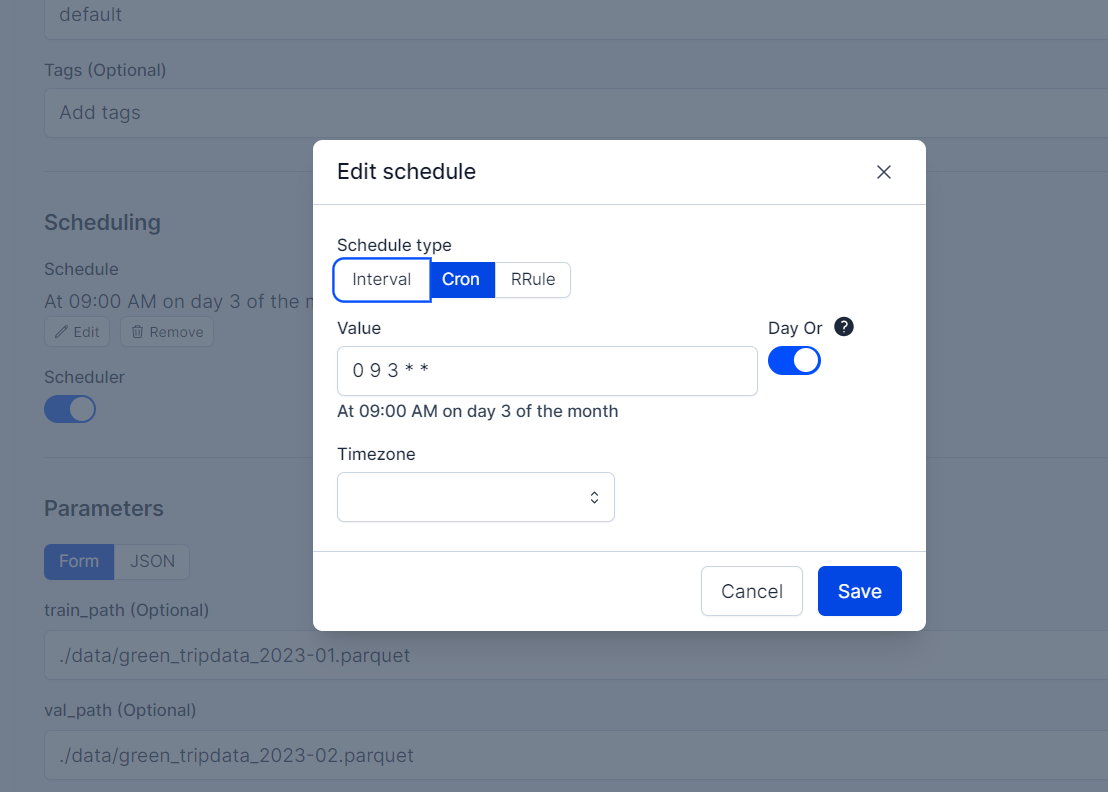 default
Tags (Optional)
Add tags
Edit schedule
Scheduling
Schedule type
Schedule
Interval Cron RRule
At 09:00 AM on day 3 of the
Edit Remove
Value Day Or ?
0 9 3 * *
Scheduler
At 09:00 AM on day 3 of the month
Timezone
Parameters
Form JSON
Cancel Save
train_path (Optional)
./data/green_tripdata_2023-01.parquet
val_path (Optional)
./data/green_tripdata_2023-02.parquet